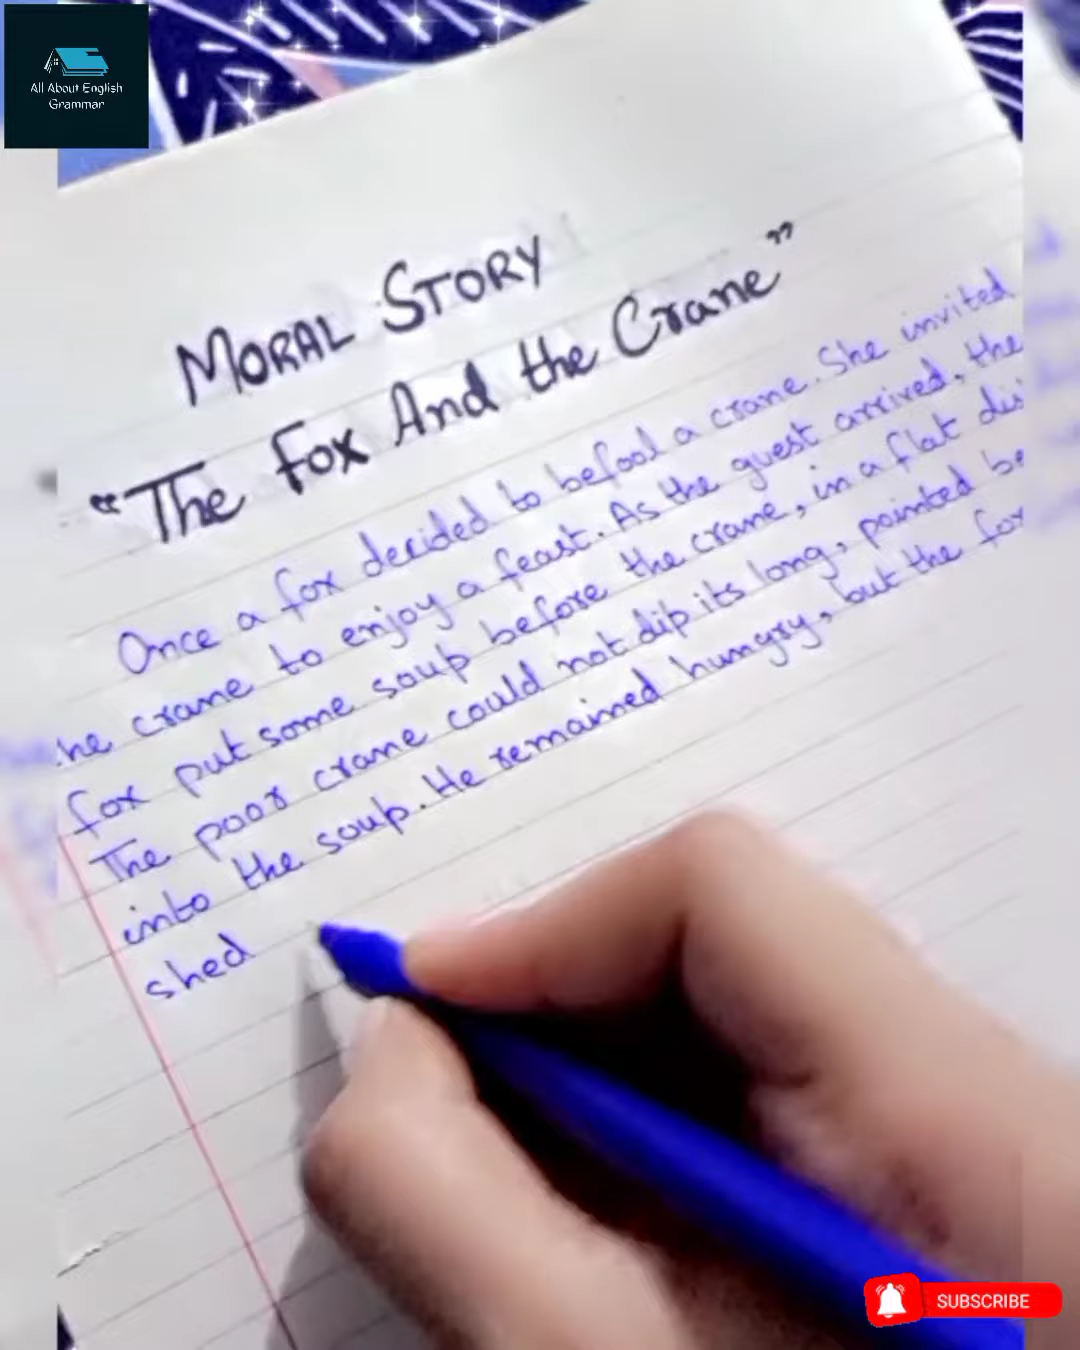 All About English
Grammar
MORAL STORY
"The Fox And the Crane"
Once a fox decided to befool a crane. She invited
the crane to enjoy a feast. As the guest arrived, the
fox put some soup before the crane, in a flat
The poor crane could not dip its long, pointed
into the soup. He remained hungry, but the
shed
SUBSCRIBE